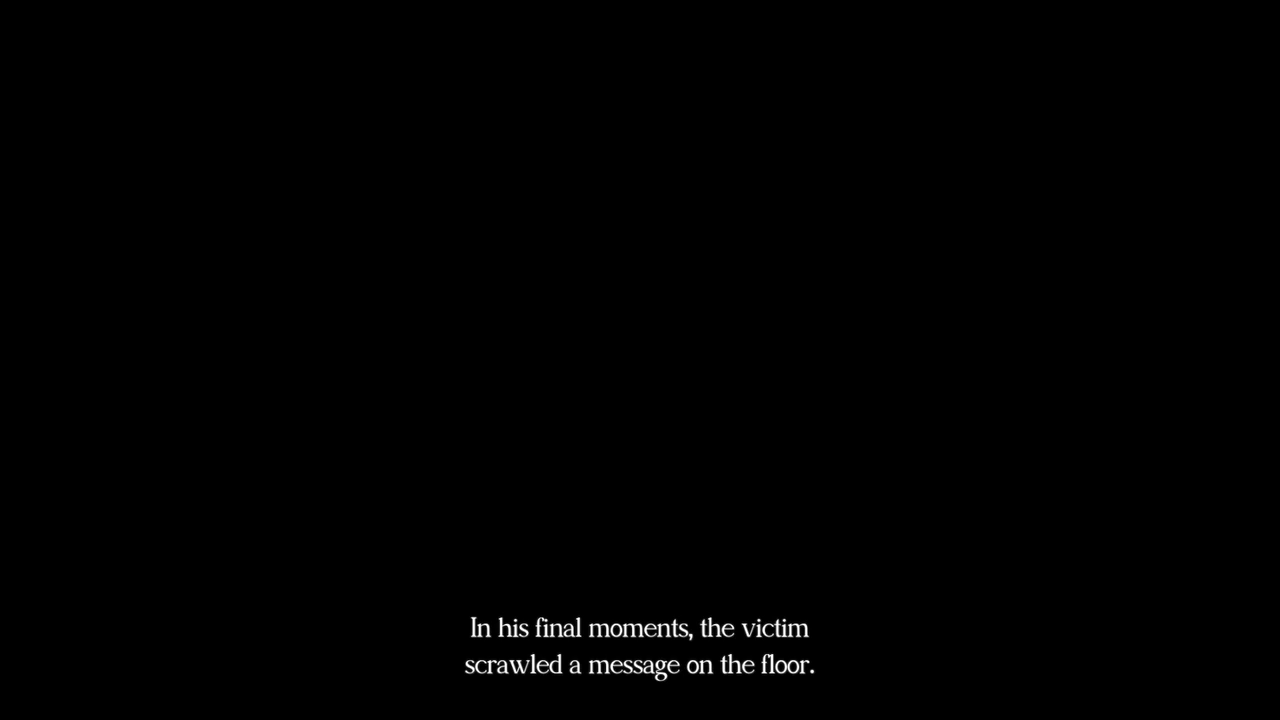 In his final moments, the victim
scrawled a message on the floor.